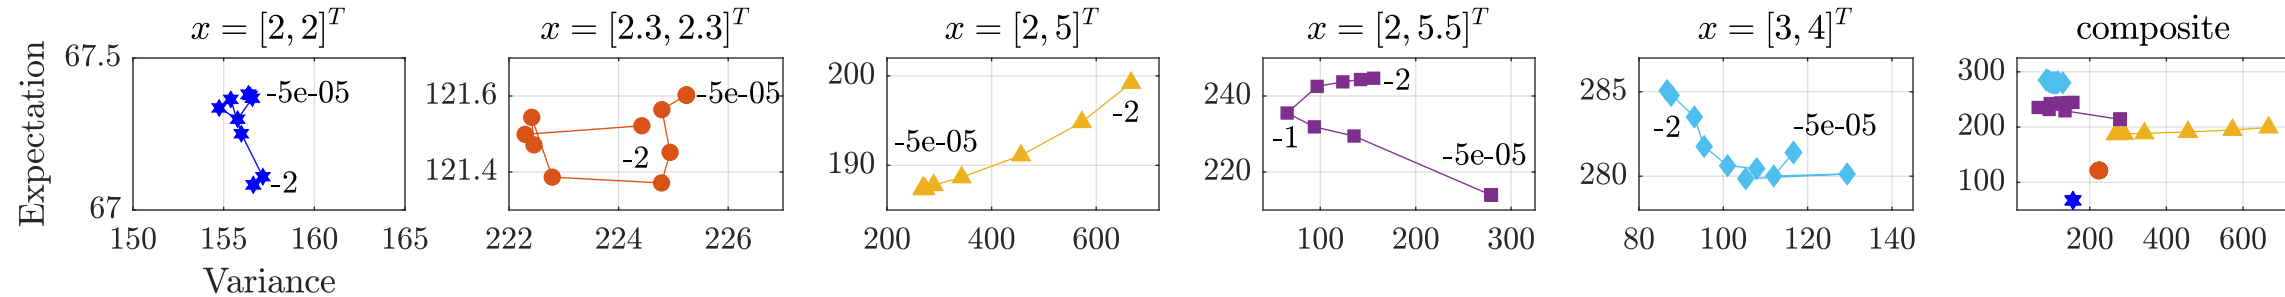 x = [2, 2]^T
x = [2.3, 2.3]^T
x = [2, 5]^T
x = [2, 5.5]^T
x = [3, 4]^T
composite
Expectation
67.5
67
-5e-05
-2
150 155 160 165
Variance
121.6
121.4
-5e-05
-2
222 224 226
200
190
-5e-05
-2
200 400 600
240
220
-2
-1
-5e-05
100 200 300
285
280
-2
-5e-05
80 100 120 140
300
200
100
200 400 600